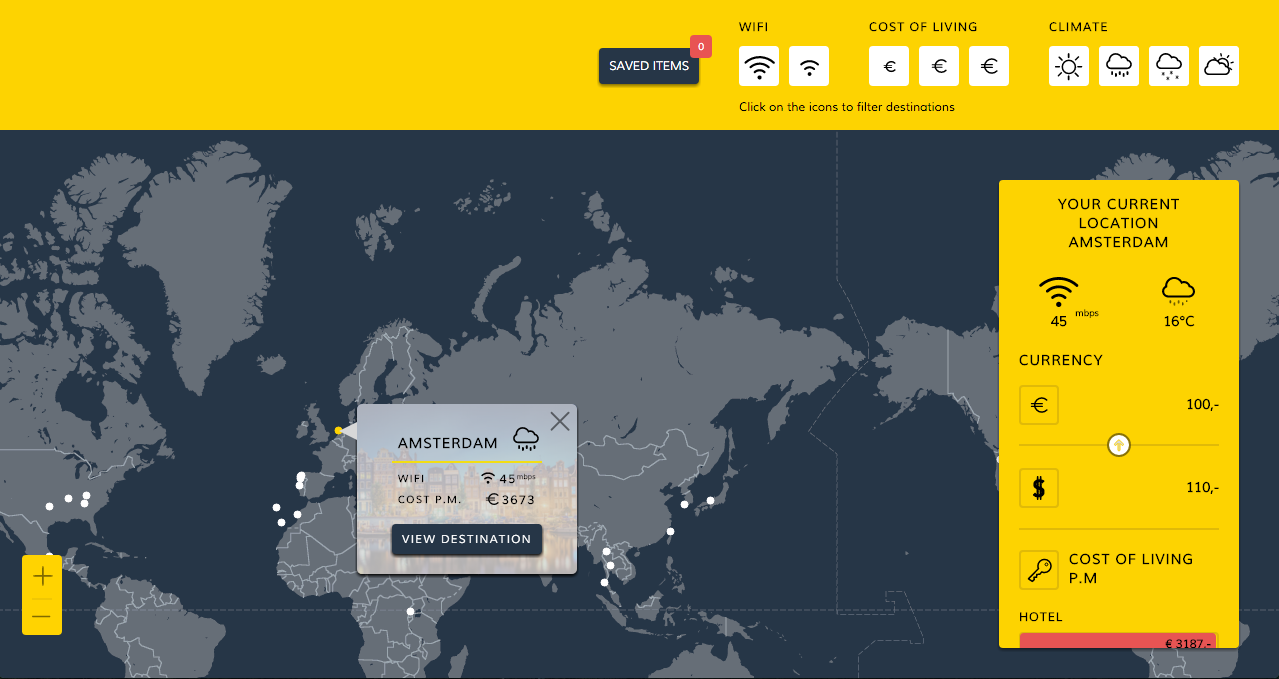 WIFI
COST OF LIVING
CLIMATE
0
SAVED ITEMS
€
€
€
Click on the icons to filter destinations
YOUR CURRENT
LOCATION
AMSTERDAM
45 mbps
16°C
CURRENCY
€
100,-
$
110,-
COST OF LIVING
P.M
HOTEL
€ 3187,-
AMSTERDAM
WIFI
45 mbps
COST P.M.
€3673
VIEW DESTINATION
+
−